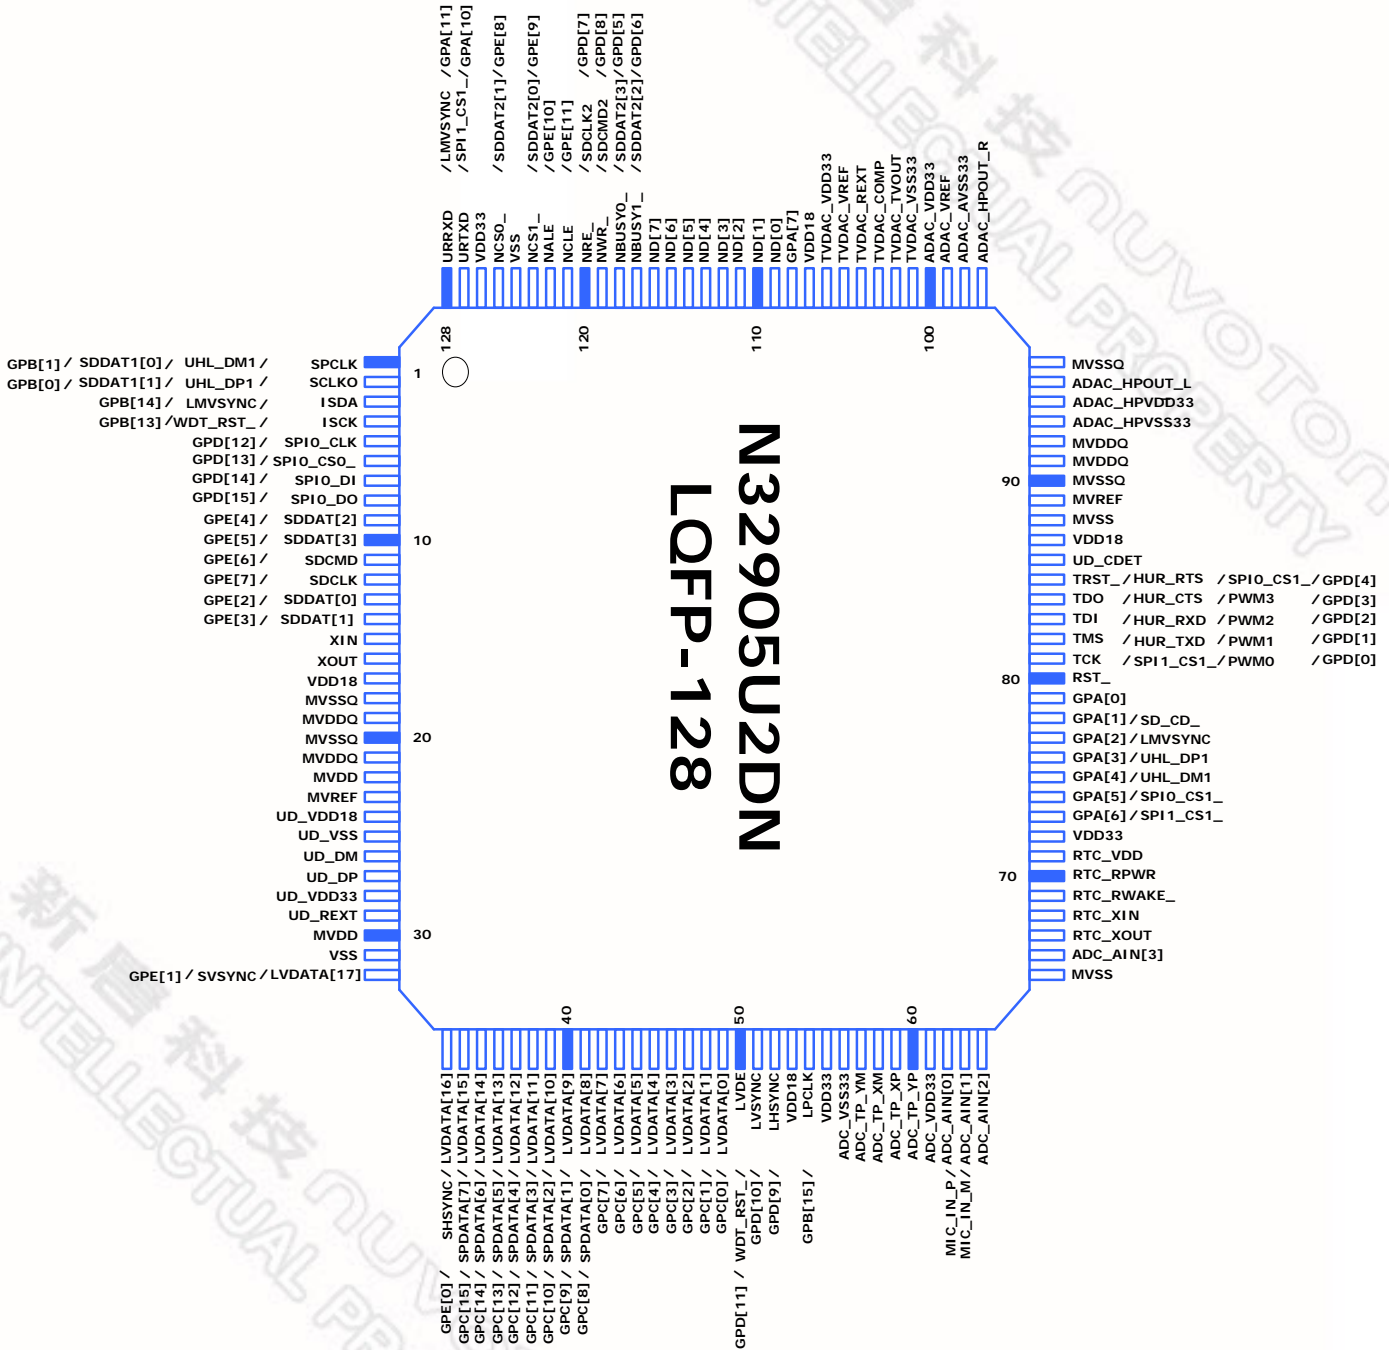 URRXD /LMVSYNC /GPA[11]
URTXD /SPI1_CS1_/GPA[10]
VDD33
NCS0_ /SDDAT2[1]/GPE[8]
VSS
NCS1_ /SDDAT2[0]/GPE[9]
NALE /GPE[10]
NCLE /GPE[11]
NRE_ /SDCLK2 /GPD[7]
NWR_ /SDCMD2 /GPD[8]
NBUSY0_ /SDDAT2[3]/GPD[5]
NBUSY1_ /SDDAT2[2]/GPD[6]
ND[7]
ND[6]
ND[5]
ND[4]
ND[3]
ND[2]
ND[1]
ND[0]
GPA[7]
VDD18
TVDAC_VDD33
TVDAC_VREF
TVDAC_REXT
TVDAC_COMP
TVDAC_TVOUT
TVDAC_VSS33
ADAC_VDD33
ADAC_VREF
ADAC_AVSS33
ADAC_HPOUT_R
128
120
110
100
GPB[1] / SDDAT1[0] / UHL_DM1 / SPCLK
1
GPB[0] / SDDAT1[1] / UHL_DP1 / SCLKO
GPB[14] / LMVSYNC / ISDA
GPB[13] /WDT_RST_ / ISCK
GPD[12] / SPI0_CLK
GPD[13] / SPI0_CS0_
GPD[14] / SPI0_DI
GPD[15] / SPI0_DO
GPE[4] / SDDAT[2]
GPE[5] / SDDAT[3]
10
GPE[6] / SDCMD
GPE[7] / SDCLK
GPE[2] / SDDAT[0]
GPE[3] / SDDAT[1]
XIN
XOUT
VDD18
MVSSQ
MVDDQ
MVSSQ
20
MVDDQ
MVDD
MVREF
UD_VDD18
UD_VSS
UD_DM
UD_DP
UD_VDD33
UD_REXT
MVDD
30
VSS
GPE[1] / SVSYNC / LVDATA[17]
N32905U2DN
LQFP-128
MVSSQ
ADAC_HPOUT_L
ADAC_HPVDD33
ADAC_HPVSS33
MVDDQ
MVDDQ
90
MVSSQ
MVREF
MVSS
VDD18
UD_CDET
TRST_ /HUR_RTS /SPI0_CS1_/GPD[4]
TDO /HUR_CTS /PWM3 /GPD[3]
TDI /HUR_RXD /PWM2 /GPD[2]
TMS /HUR_TXD /PWM1 /GPD[1]
TCK /SPI1_CS1_/PWM0 /GPD[0]
80
RST_
GPA[0]
GPA[1] /SD_CD_
GPA[2] /LMVSYNC
GPA[3] /UHL_DP1
GPA[4] /UHL_DM1
GPA[5] /SPI0_CS1_
GPA[6] /SPI1_CS1_
VDD33
RTC_VDD
70
RTC_RPWR
RTC_RWAKE_
RTC_XIN
RTC_XOUT
ADC_AIN[3]
MVSS
40
50
60
GPE[0] / SHSYNC / LVDATA[16]
GPC[15] / SPDATA[7] / LVDATA[15]
GPC[14] / SPDATA[6] / LVDATA[14]
GPC[13] / SPDATA[5] / LVDATA[13]
GPC[12] / SPDATA[4] / LVDATA[12]
GPC[11] / SPDATA[3] / LVDATA[11]
GPC[10] / SPDATA[2] / LVDATA[10]
GPC[9] / SPDATA[1] / LVDATA[9]
GPC[8] / SPDATA[0] / LVDATA[8]
GPC[7] / LVDATA[7]
GPC[6] / LVDATA[6]
GPC[5] / LVDATA[5]
GPC[4] / LVDATA[4]
GPC[3] / LVDATA[3]
GPC[2] / LVDATA[2]
GPC[1] / LVDATA[1]
GPC[0] / LVDATA[0]
GPD[11] / WDT_RST_ / LVDE
GPD[10] / LVSYNC
GPD[9] / LHSYNC
VDD18
GPB[15] / LPCLK
VDD33
ADC_VSS33
ADC_TP_YM
ADC_TP_XM
ADC_TP_XP
ADC_TP_YP
ADC_VDD33
MIC_IN_P / ADC_AIN[0]
MIC_IN_M / ADC_AIN[1]
ADC_AIN[2]
科技 nuvoTon
INTELLECTUAL PROPERTY
新唐科技 nuvo
INTELLECTUAL PR